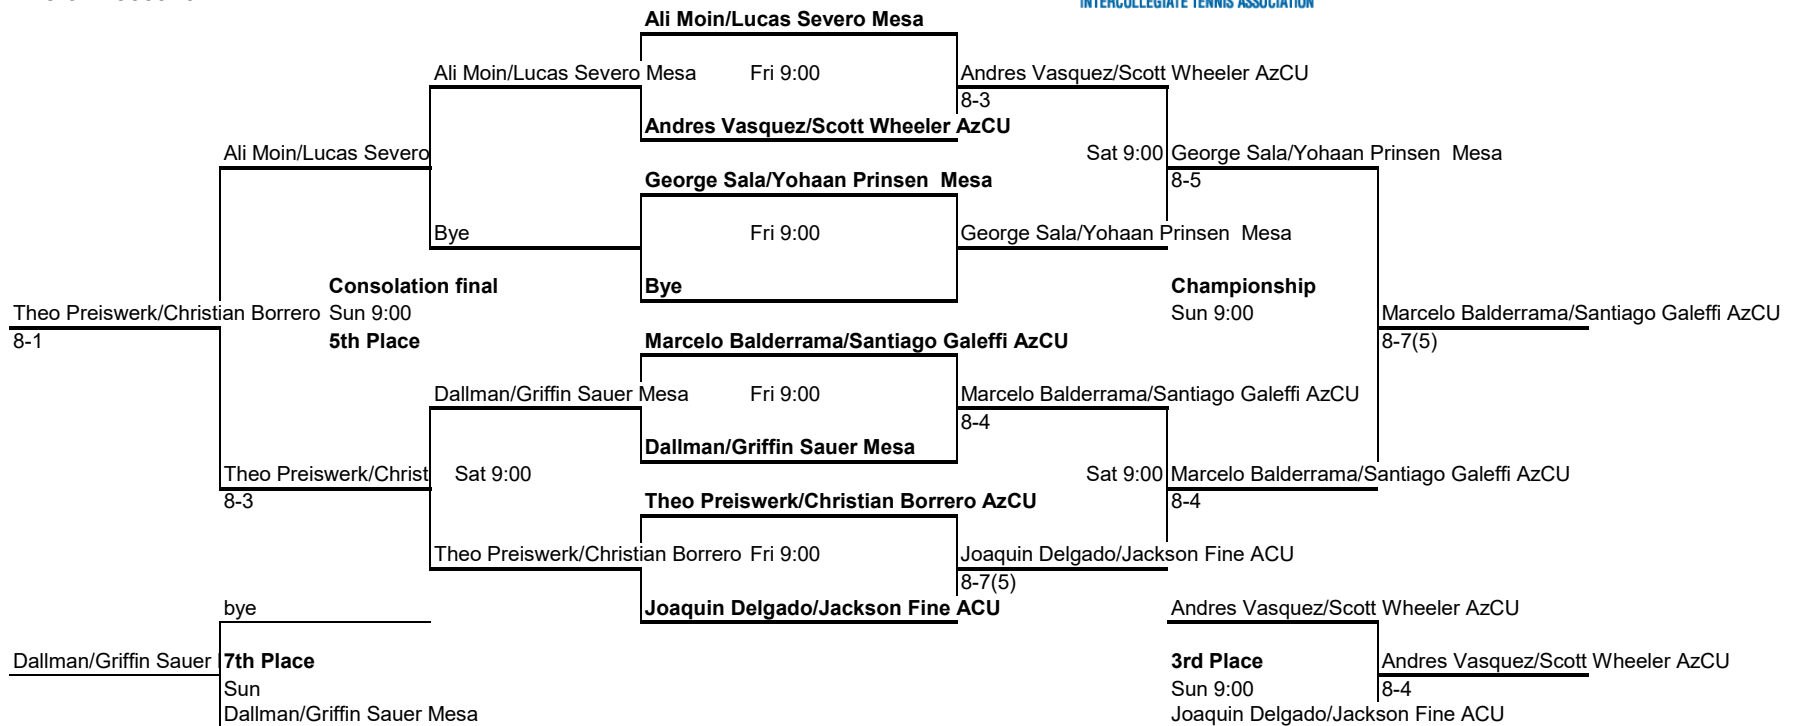 INTERCOLLEGIATE TENNIS ASSOCIATION
Ali Moin/Lucas Severo Mesa
Ali Moin/Lucas Severo Mesa Fri 9:00 Andres Vasquez/Scott Wheeler AzCU
8-3
Andres Vasquez/Scott Wheeler AzCU
Ali Moin/Lucas Severo Sat 9:00 George Sala/Yohaan Prinsen Mesa
George Sala/Yohaan Prinsen Mesa 8-5
Bye Fri 9:00 George Sala/Yohaan Prinsen Mesa
Consolation final Bye Championship
Theo Preiswerk/Christian Borrero Sun 9:00 Sun 9:00 Marcelo Balderrama/Santiago Galeffi AzCU
8-1 5th Place Marcelo Balderrama/Santiago Galeffi AzCU 8-7(5)
Dallman/Griffin Sauer Mesa Fri 9:00 Marcelo Balderrama/Santiago Galeffi AzCU
8-4
Dallman/Griffin Sauer Mesa
Theo Preiswerk/Christ Sat 9:00 Sat 9:00 Marcelo Balderrama/Santiago Galeffi AzCU
8-3 Theo Preiswerk/Christian Borrero AzCU 8-4
Theo Preiswerk/Christian Borrero Fri 9:00 Joaquin Delgado/Jackson Fine ACU
8-7(5)
bye Joaquin Delgado/Jackson Fine ACU Andres Vasquez/Scott Wheeler AzCU
Dallman/Griffin Sauer 7th Place 3rd Place Andres Vasquez/Scott Wheeler AzCU
Sun Sun 9:00 8-4
Dallman/Griffin Sauer Mesa Joaquin Delgado/Jackson Fine ACU